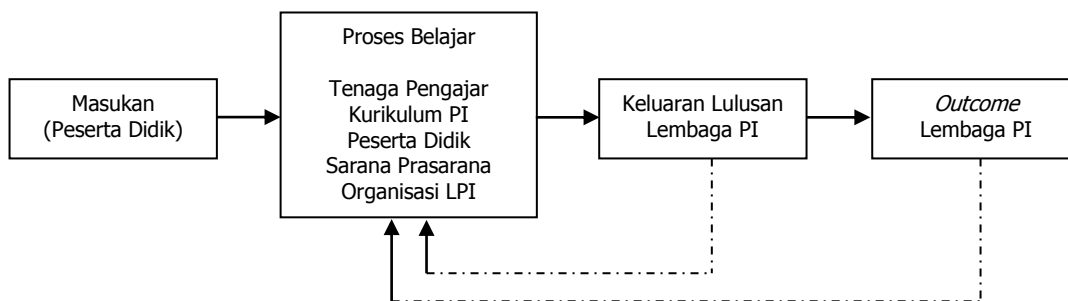 Masukan
(Peserta Didik)
Proses Belajar
Tenaga Pengajar
Kurikulum PI
Peserta Didik
Sarana Prasarana
Organisasi LPI
Keluaran Lulusan
Lembaga PI
Outcome
Lembaga PI